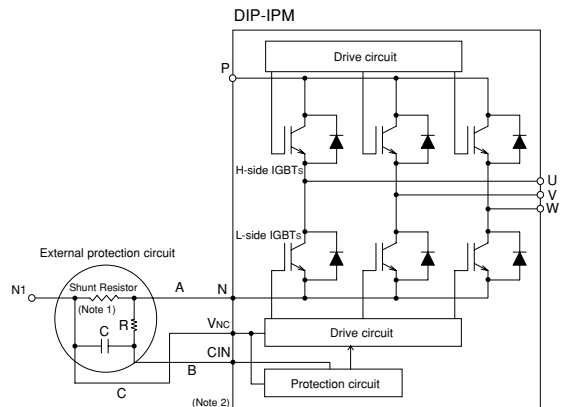 DIP-IPM
Drive circuit
P
H-side IGBTs
U
V
W
L-side IGBTs
External protection circuit
Shunt Resistor
A
N
N1
(Note 1)
R
VNC
Drive circuit
C
CIN
B
Protection circuit
C
(Note 2)